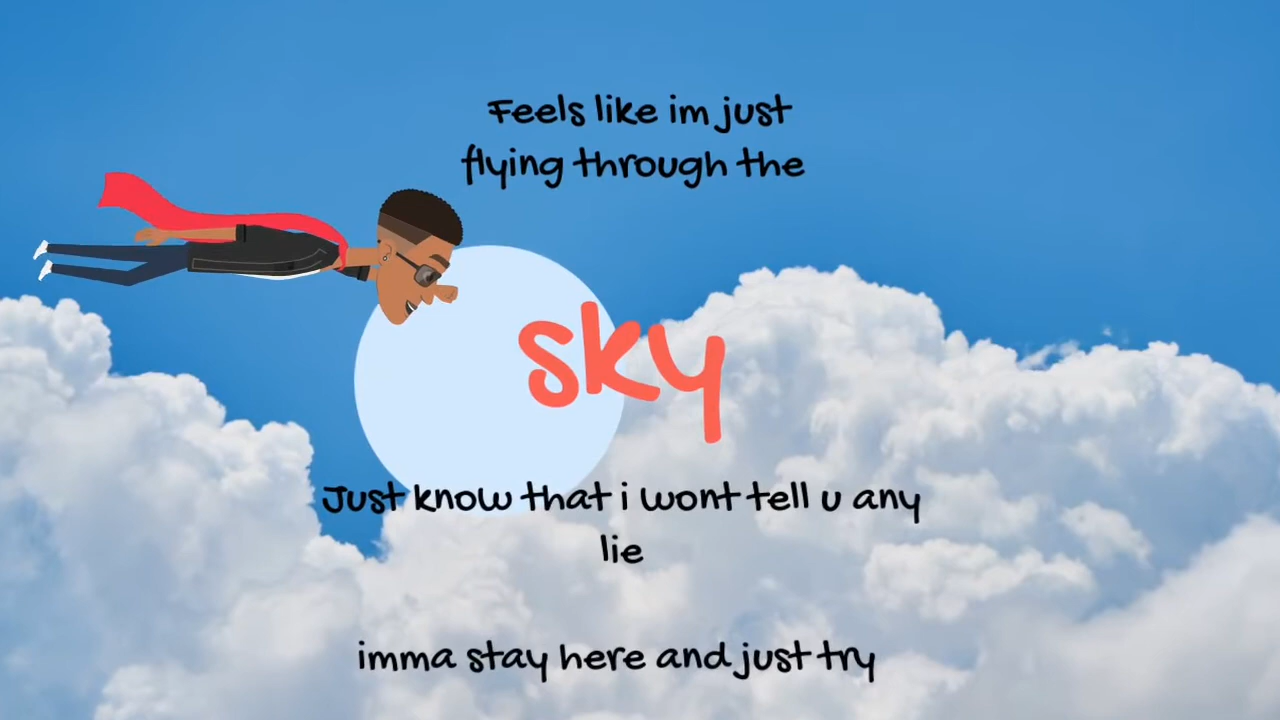 Feels like im just
flying through the
sky
Just know that i wont tell u any
lie
imma stay here and just try